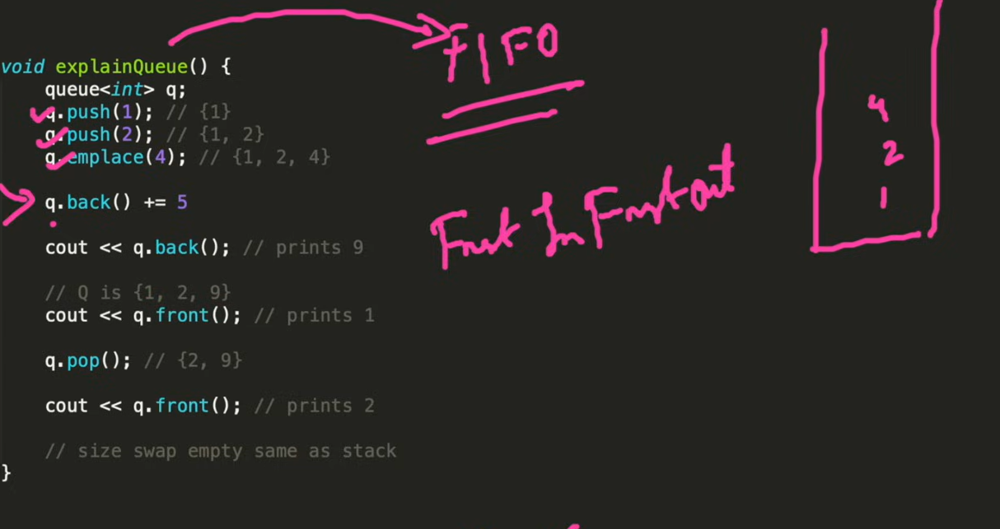 FIFO
void explainQueue() {
queue<int> q;
q.push(1); // {1}
q.push(2); // {1, 2}
q.emplace(4); // {1, 2, 4}
q.back() += 5
cout << q.back(); // prints 9
// Q is {1, 2, 9}
cout << q.front(); // prints 1
q.pop(); // {2, 9}
cout << q.front(); // prints 2
// size swap empty same as stack
}
First In First Out
4
2
1